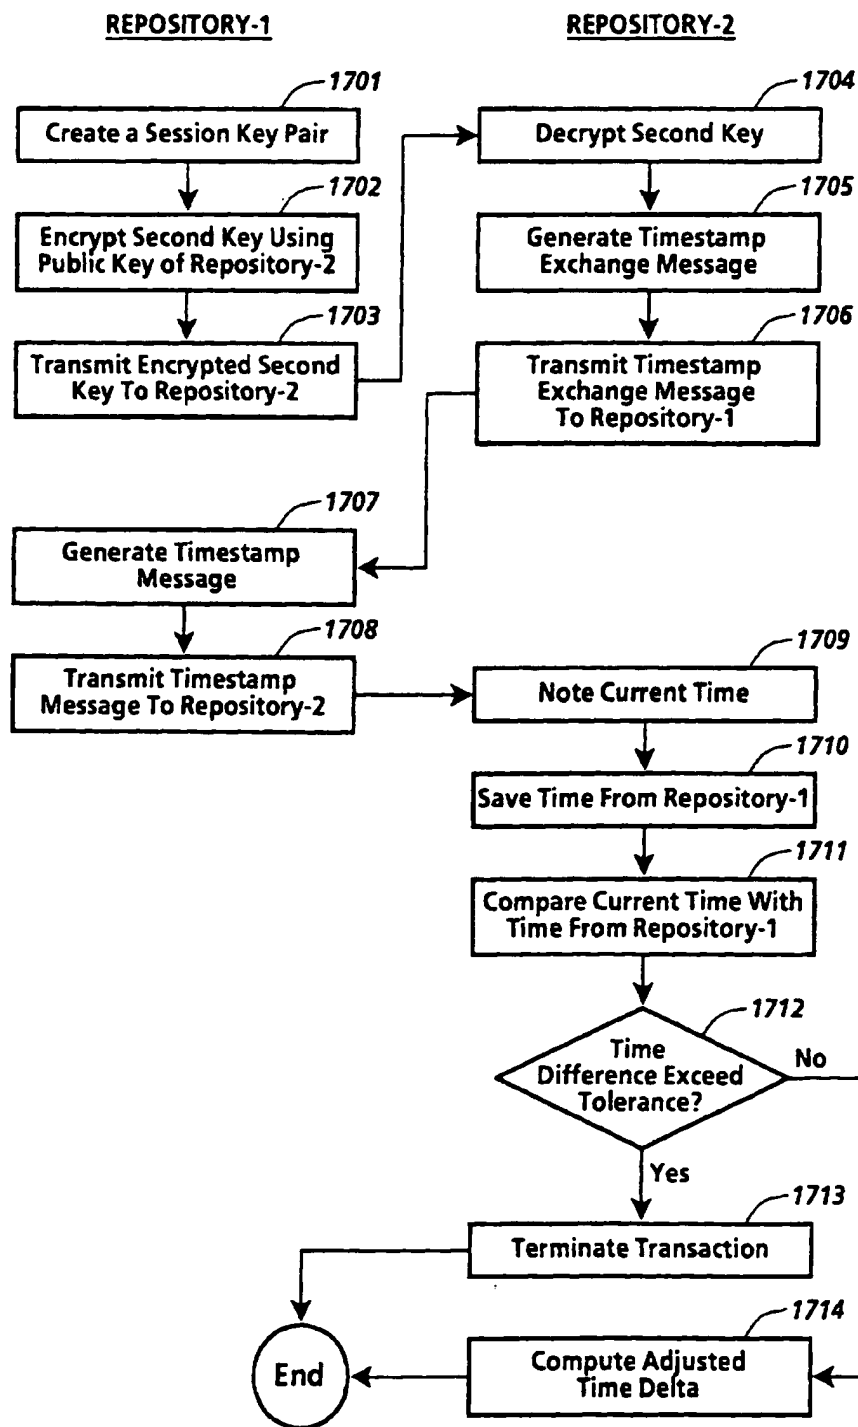 REPOSITORY-1
REPOSITORY-2
1701
Create a Session Key Pair
1702
Encrypt Second Key Using
Public Key of Repository-2
1703
Transmit Encrypted Second
Key To Repository-2
1704
Decrypt Second Key
1705
Generate Timestamp
Exchange Message
1706
Transmit Timestamp
Exchange Message
To Repository-1
1707
Generate Timestamp
Message
1708
Transmit Timestamp
Message To Repository-2
1709
Note Current Time
1710
Save Time From Repository-1
1711
Compare Current Time With
Time From Repository-1
1712
Time
Difference Exceed
Tolerance?
No
Yes
1713
Terminate Transaction
1714
Compute Adjusted
Time Delta
End